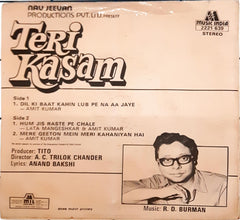 NAV JEEVAN
PRODUCTIONS PVT. LTD. PRESENT
MUSIC INDIA
2221 639
STEREO
Teri
Kasam
Side 1
1. DIL KI BAAT KAHIN LUB PE NA AA JAYE
— AMIT KUMAR
Side 2
1. HUM JIS RASTE PE CHALE
— LATA MANGESHKAR & AMIT KUMAR
2. MERE GEETON MEIN MERI KAHANIYAN HAI
— AMIT KUMAR
Producer: TITO
Director: A. C. TRILOK CHANDER
Lyrics: ANAND BAKSHI
Music: R. D. BURMAN